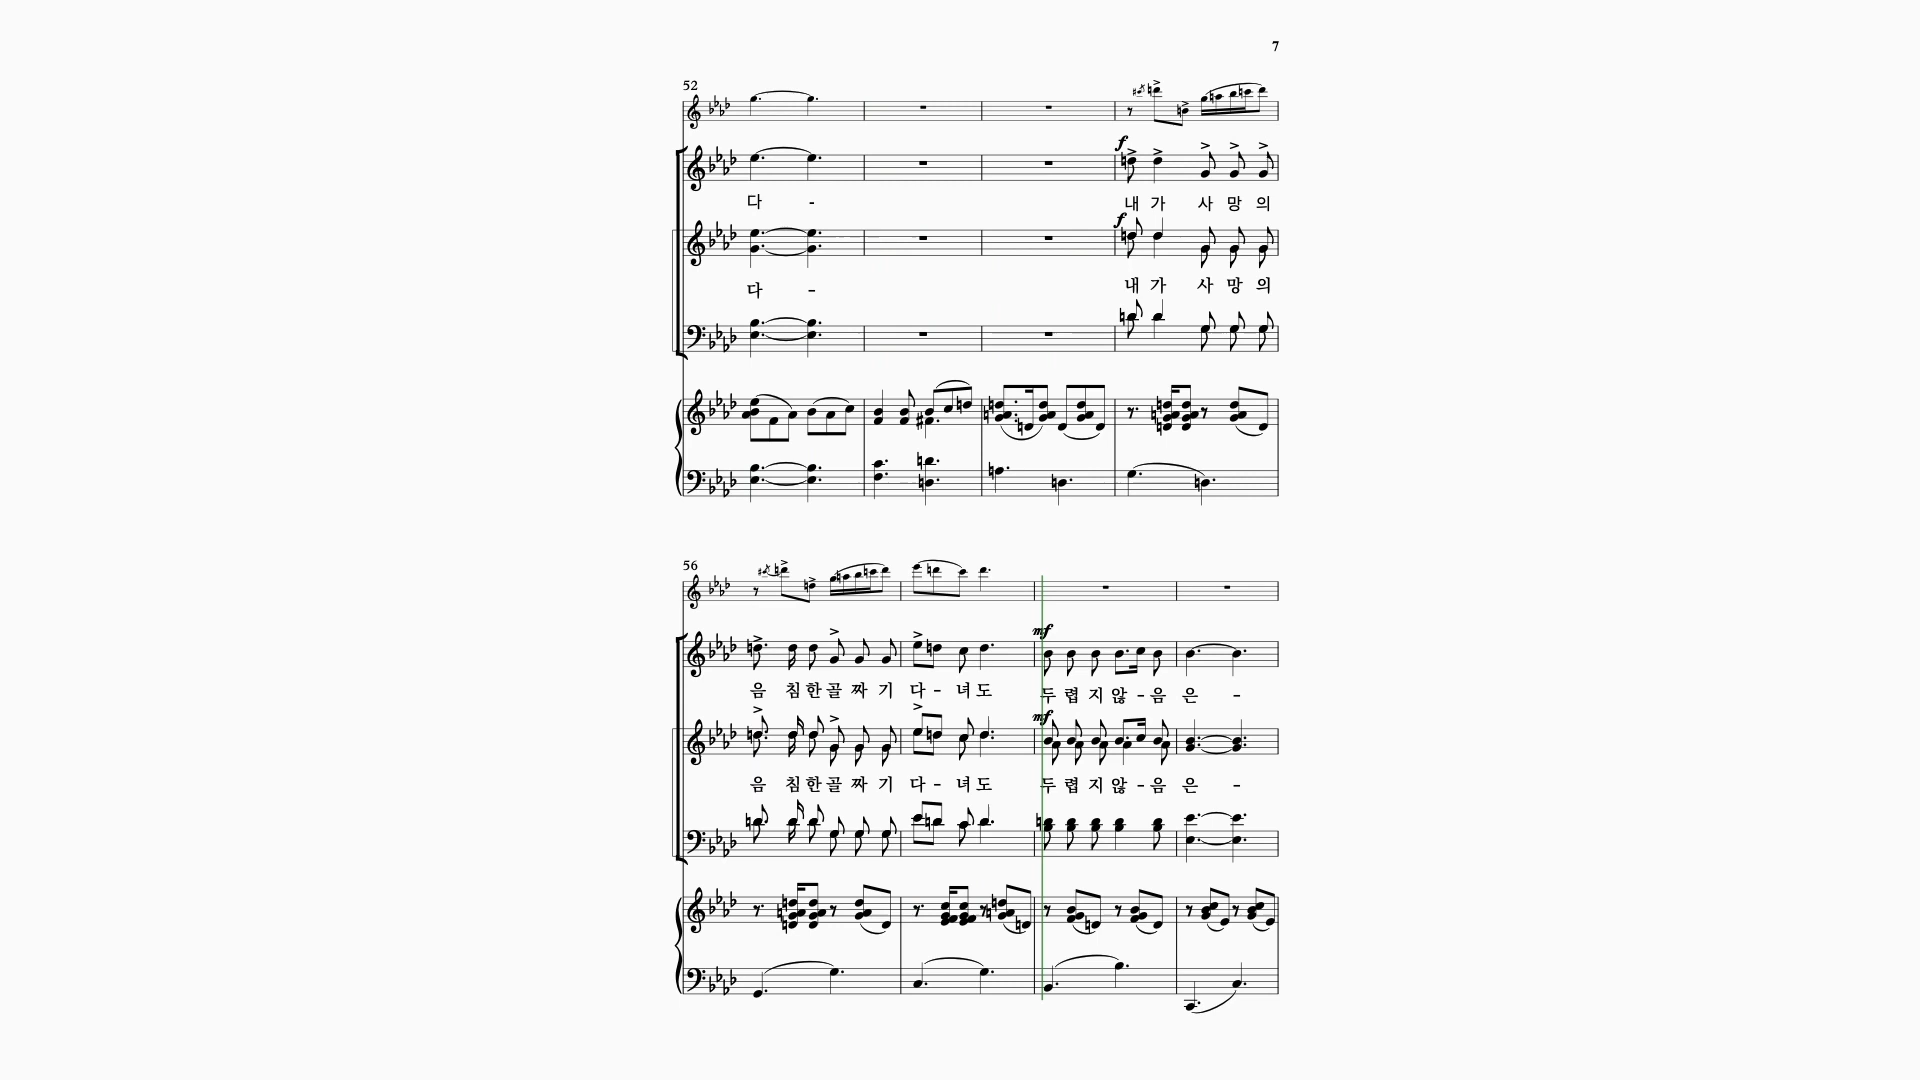 7
52
f
다 -
내 가 사 망 의
f
다 -
내 가 사 망 의
56
mf
음 침 한 골 짜 기 다 - 녀 도 두 렵 지 않 - 음 은 -
mf
음 침 한 골 짜 기 다 - 녀 도 두 렵 지 않 - 음 은 -